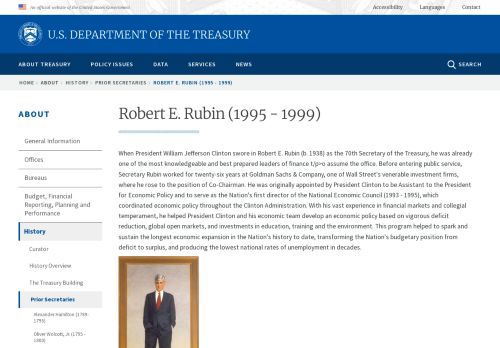 An official website of the United States Government
Accessibility Languages Contact
U.S. DEPARTMENT OF THE TREASURY
ABOUT TREASURY POLICY ISSUES DATA SERVICES NEWS SEARCH
HOME › ABOUT › HISTORY › PRIOR SECRETARIES › ROBERT E. RUBIN (1995 - 1999)
ABOUT
General Information
Offices
Bureaus
Budget, Financial
Reporting, Planning and
Performance
History
Curator
History Overview
The Treasury Building
Prior Secretaries
Alexander Hamilton (1789 -
1795)
Oliver Wolcott, Jr. (1795 -
1800)
Robert E. Rubin (1995 - 1999)
When President William Jefferson Clinton swore in Robert E. Rubin (b. 1938) as the 70th Secretary of the Treasury, he was already
one of the most knowledgeable and best prepared leaders of finance t/p>o assume the office. Before entering public service,
Secretary Rubin worked for twenty-six years at Goldman Sachs & Company, one of Wall Street's venerable investment firms,
where he rose to the position of Co-Chairman. He was originally appointed by President Clinton to be Assistant to the President
for Economic Policy and to serve as the Nation's first director of the National Economic Council (1993 - 1995), which
coordinated economic policy throughout the Clinton Administration. With his vast experience in financial markets and collegial
temperament, he helped President Clinton and his economic team develop an economic policy based on vigorous deficit
reduction, global open markets, and investments in education, training and the environment. This program helped to spark and
sustain the longest economic expansion in the Nation's history to date, transforming the Nation's budgetary position from
deficit to surplus, and producing the lowest national rates of unemployment in decades.